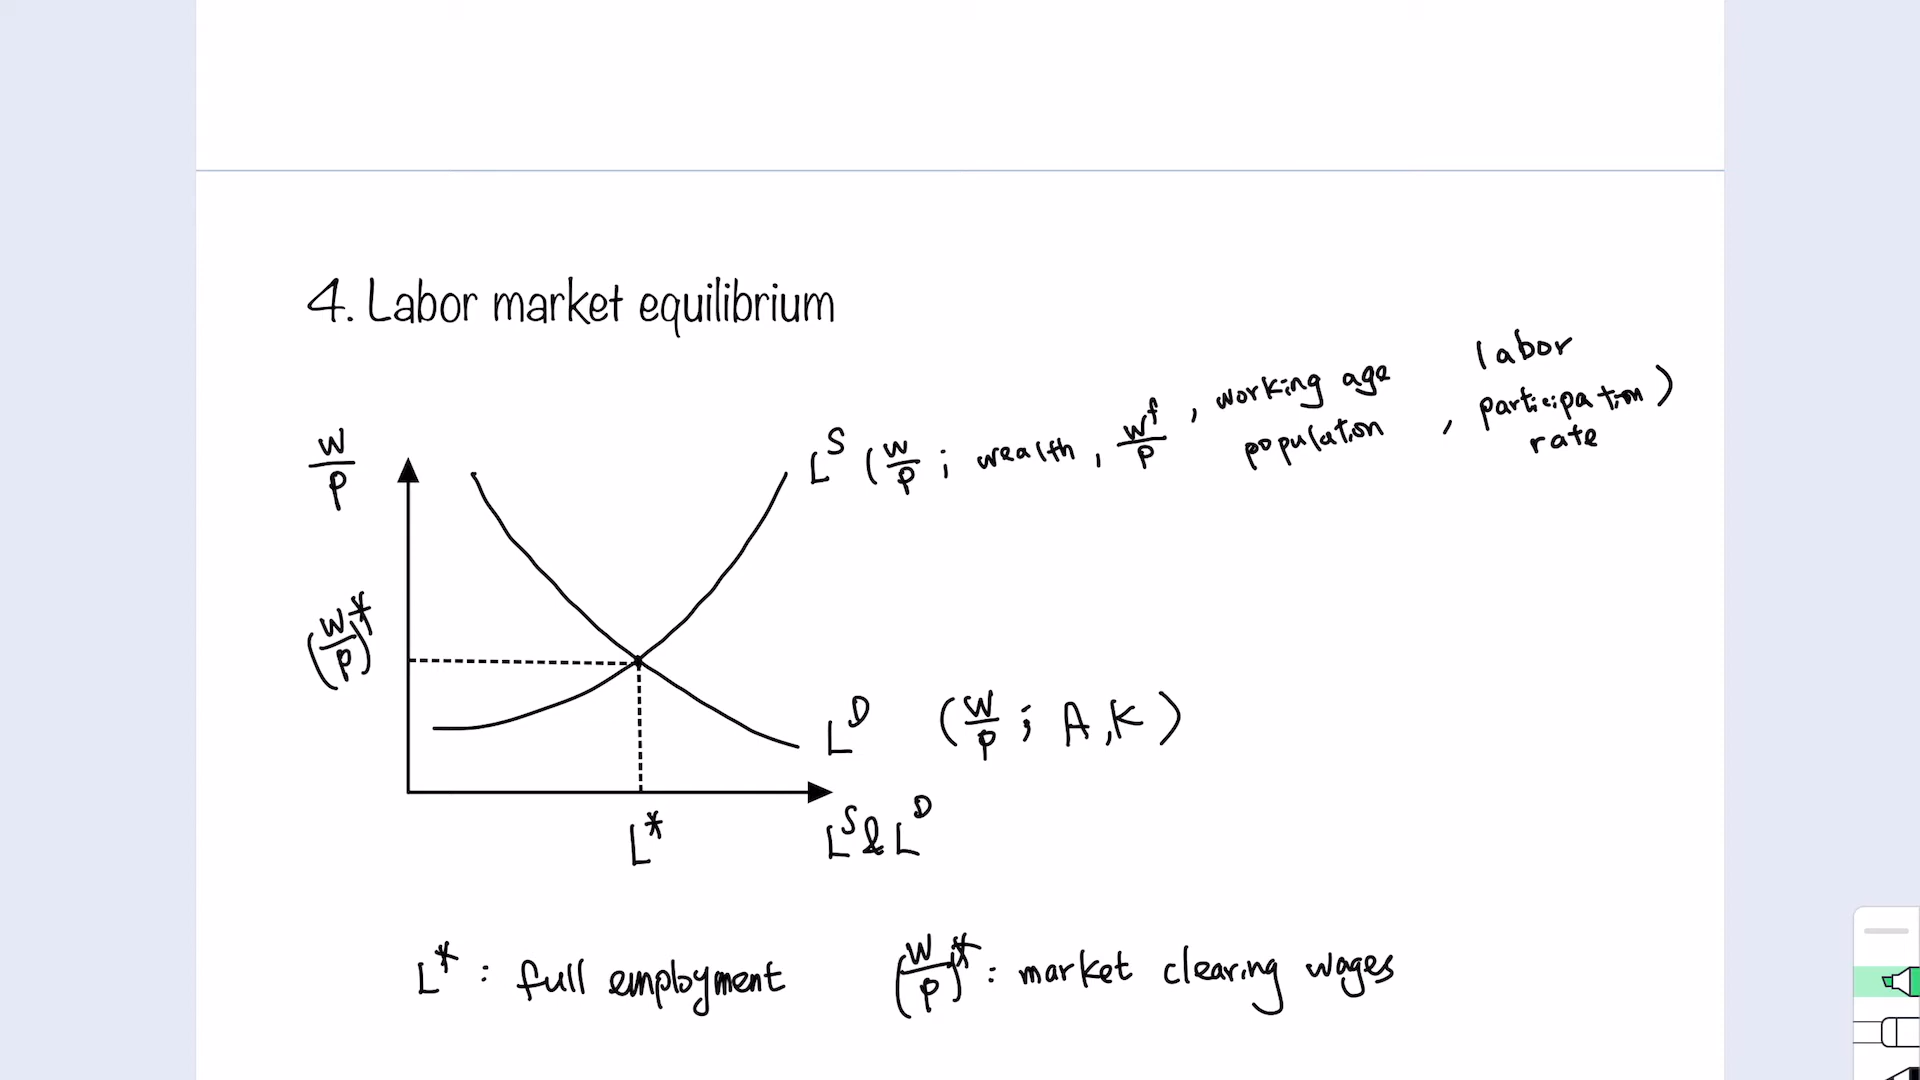 4. Labor market equilibrium
W/P
L^S (W/P ; wealth, W^f/P, working age population, labor participation rate)
(W/P)*
L^D (W/P ; A, K)
L*
L^S & L^D
L* : full employment
(W/P)* : market clearing wages